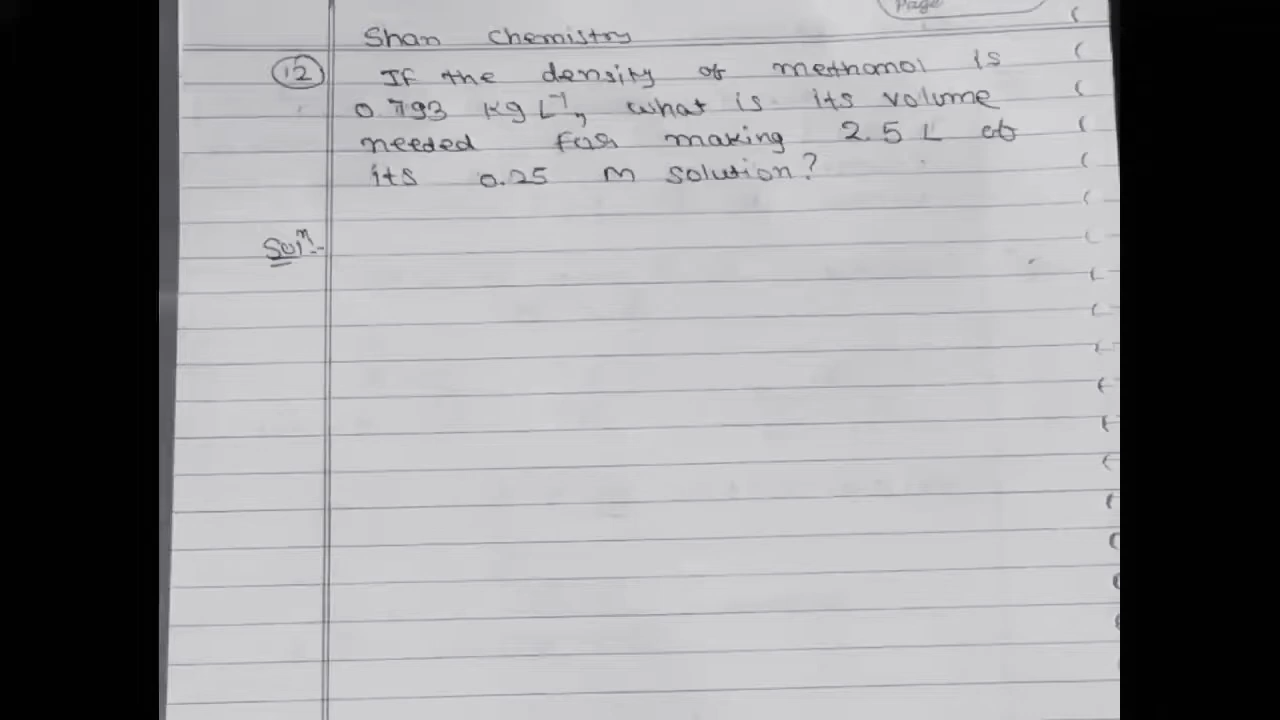 Page
Shan Chemistry
12 If the density of methanol is
0.793 Kg L⁻¹, what is its volume
needed for making 2.5 L of
its 0.25 M solution?
Solⁿ:-